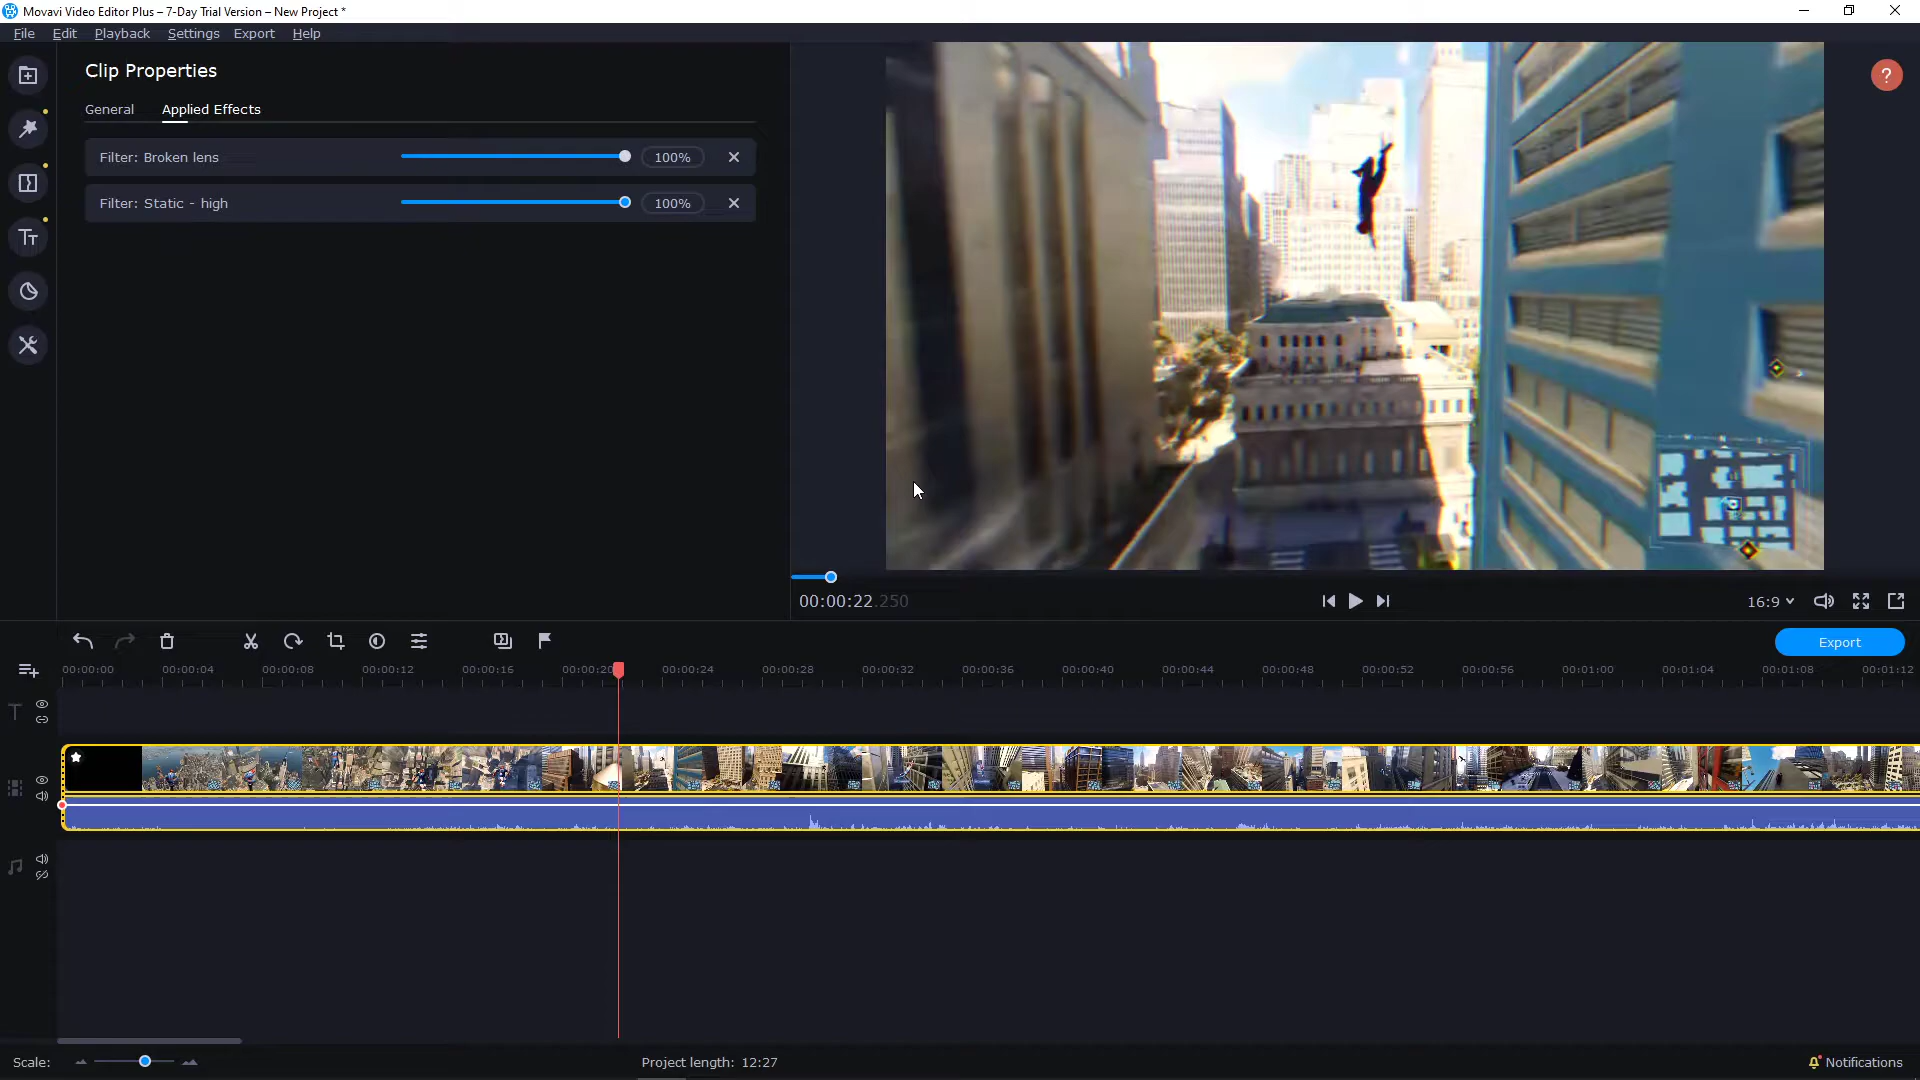 Movavi Video Editor Plus – 7-Day Trial Version – New Project *
File Edit Playback Settings Export Help
Clip Properties
General Applied Effects
Filter: Broken lens 100%
Filter: Static - high 100%
?
00:00:22.250
16:9
Export
00:00:00 00:00:04 00:00:08 00:00:12 00:00:16 00:00:20 00:00:24 00:00:28 00:00:32 00:00:36 00:00:40 00:00:44 00:00:48 00:00:52 00:00:56 00:01:00 00:01:04 00:01:08 00:01:12
Scale:
Project length: 12:27
Notifications